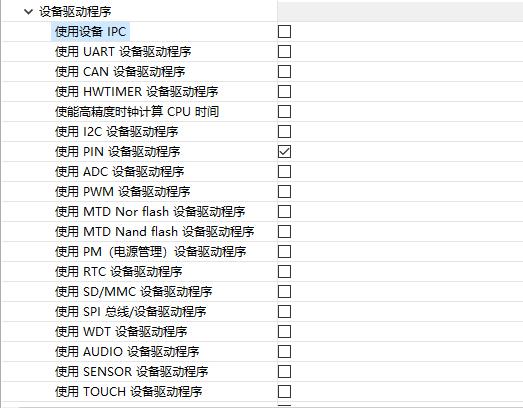 设备驱动程序
使用设备 IPC
使用 UART 设备驱动程序
使用 CAN 设备驱动程序
使用 HWTIMER 设备驱动程序
使能高精度时钟计算 CPU 时间
使用 I2C 设备驱动程序
使用 PIN 设备驱动程序
使用 ADC 设备驱动程序
使用 PWM 设备驱动程序
使用 MTD Nor flash 设备驱动程序
使用 MTD Nand flash 设备驱动程序
使用 PM（电源管理）设备驱动程序
使用 RTC 设备驱动程序
使用 SD/MMC 设备驱动程序
使用 SPI 总线/设备驱动程序
使用 WDT 设备驱动程序
使用 AUDIO 设备驱动程序
使用 SENSOR 设备驱动程序
使用 TOUCH 设备驱动程序